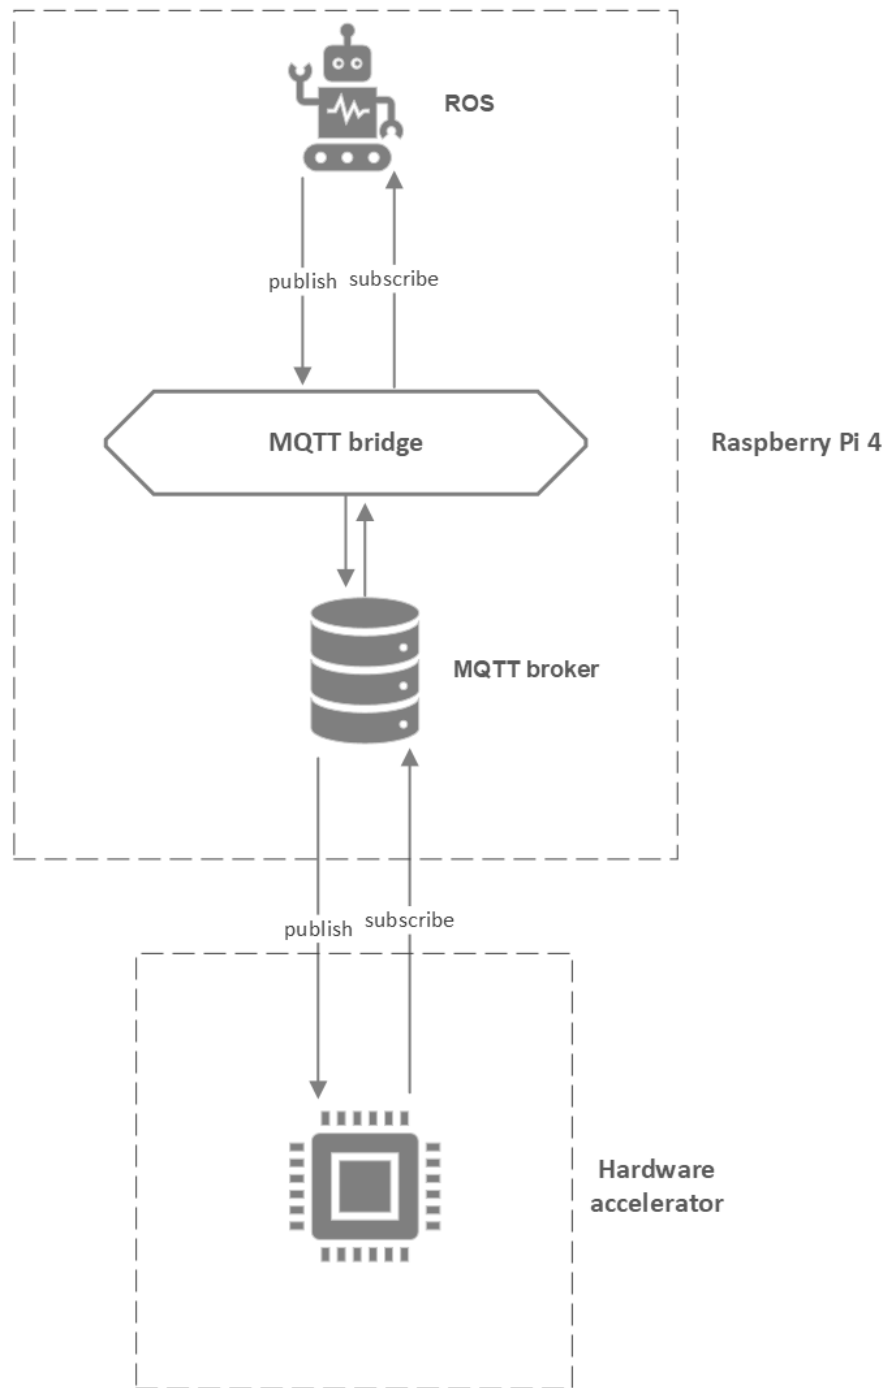 ROS
publish
subscribe
MQTT bridge
Raspberry Pi 4
MQTT broker
publish
subscribe
Hardware
accelerator